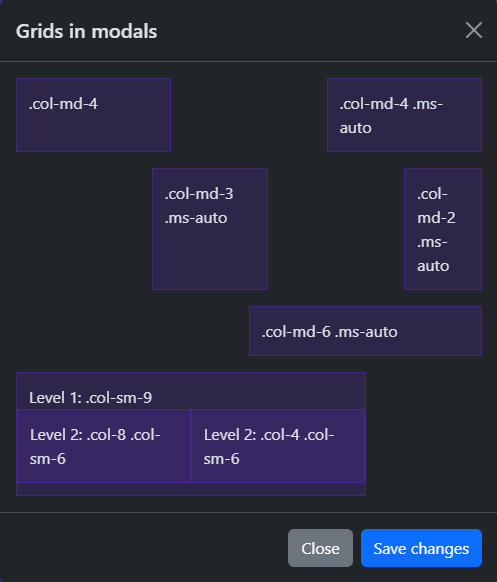 Grids in modals
.col-md-4
.col-md-4 .ms-
auto
.col-md-3
.ms-auto
.col-
md-2
.ms-
auto
.col-md-6 .ms-auto
Level 1: .col-sm-9
Level 2: .col-8 .col-
sm-6
Level 2: .col-4 .col-
sm-6
Close
Save changes